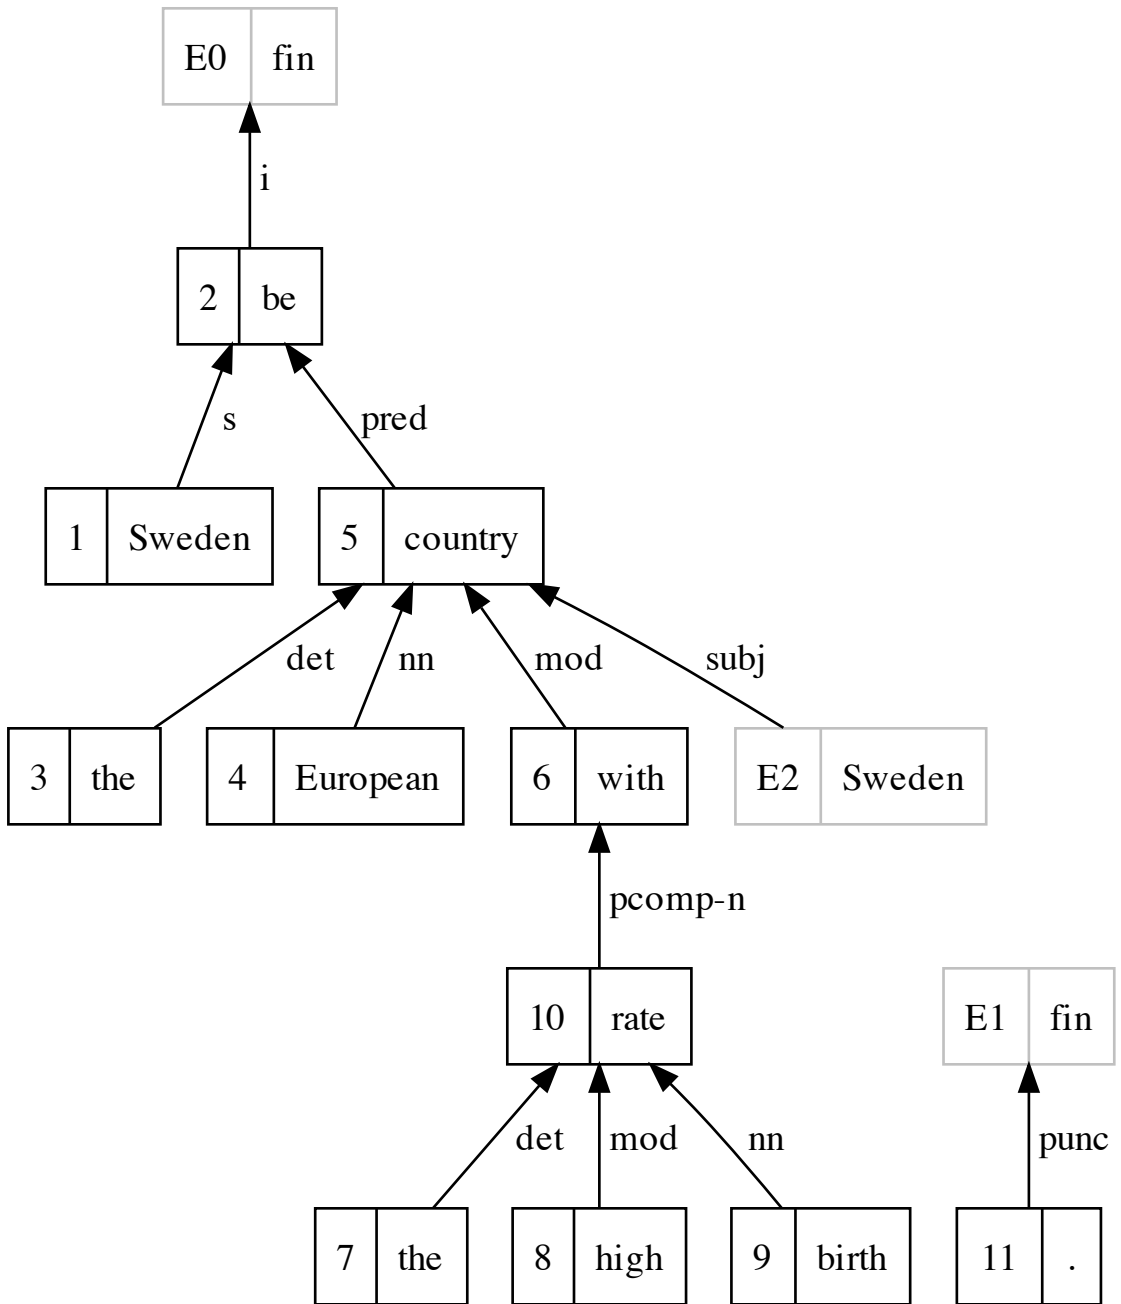 E0 fin
i
2 be
s pred
1 Sweden 5 country
det nn mod subj
3 the 4 European 6 with E2 Sweden
pcomp-n
10 rate E1 fin
det mod nn punc
7 the 8 high 9 birth 11 .